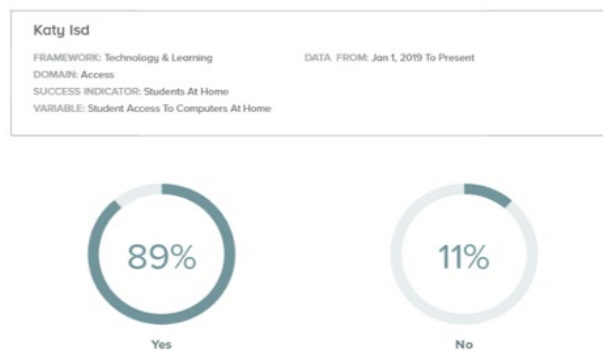 Katy Isd
FRAMEWORK: Technology & Learning
DATA FROM: Jan 1, 2019 To Present
DOMAIN: Access
SUCCESS INDICATOR: Students At Home
VARIABLE: Student Access To Computers At Home
89%
11%
Yes
No